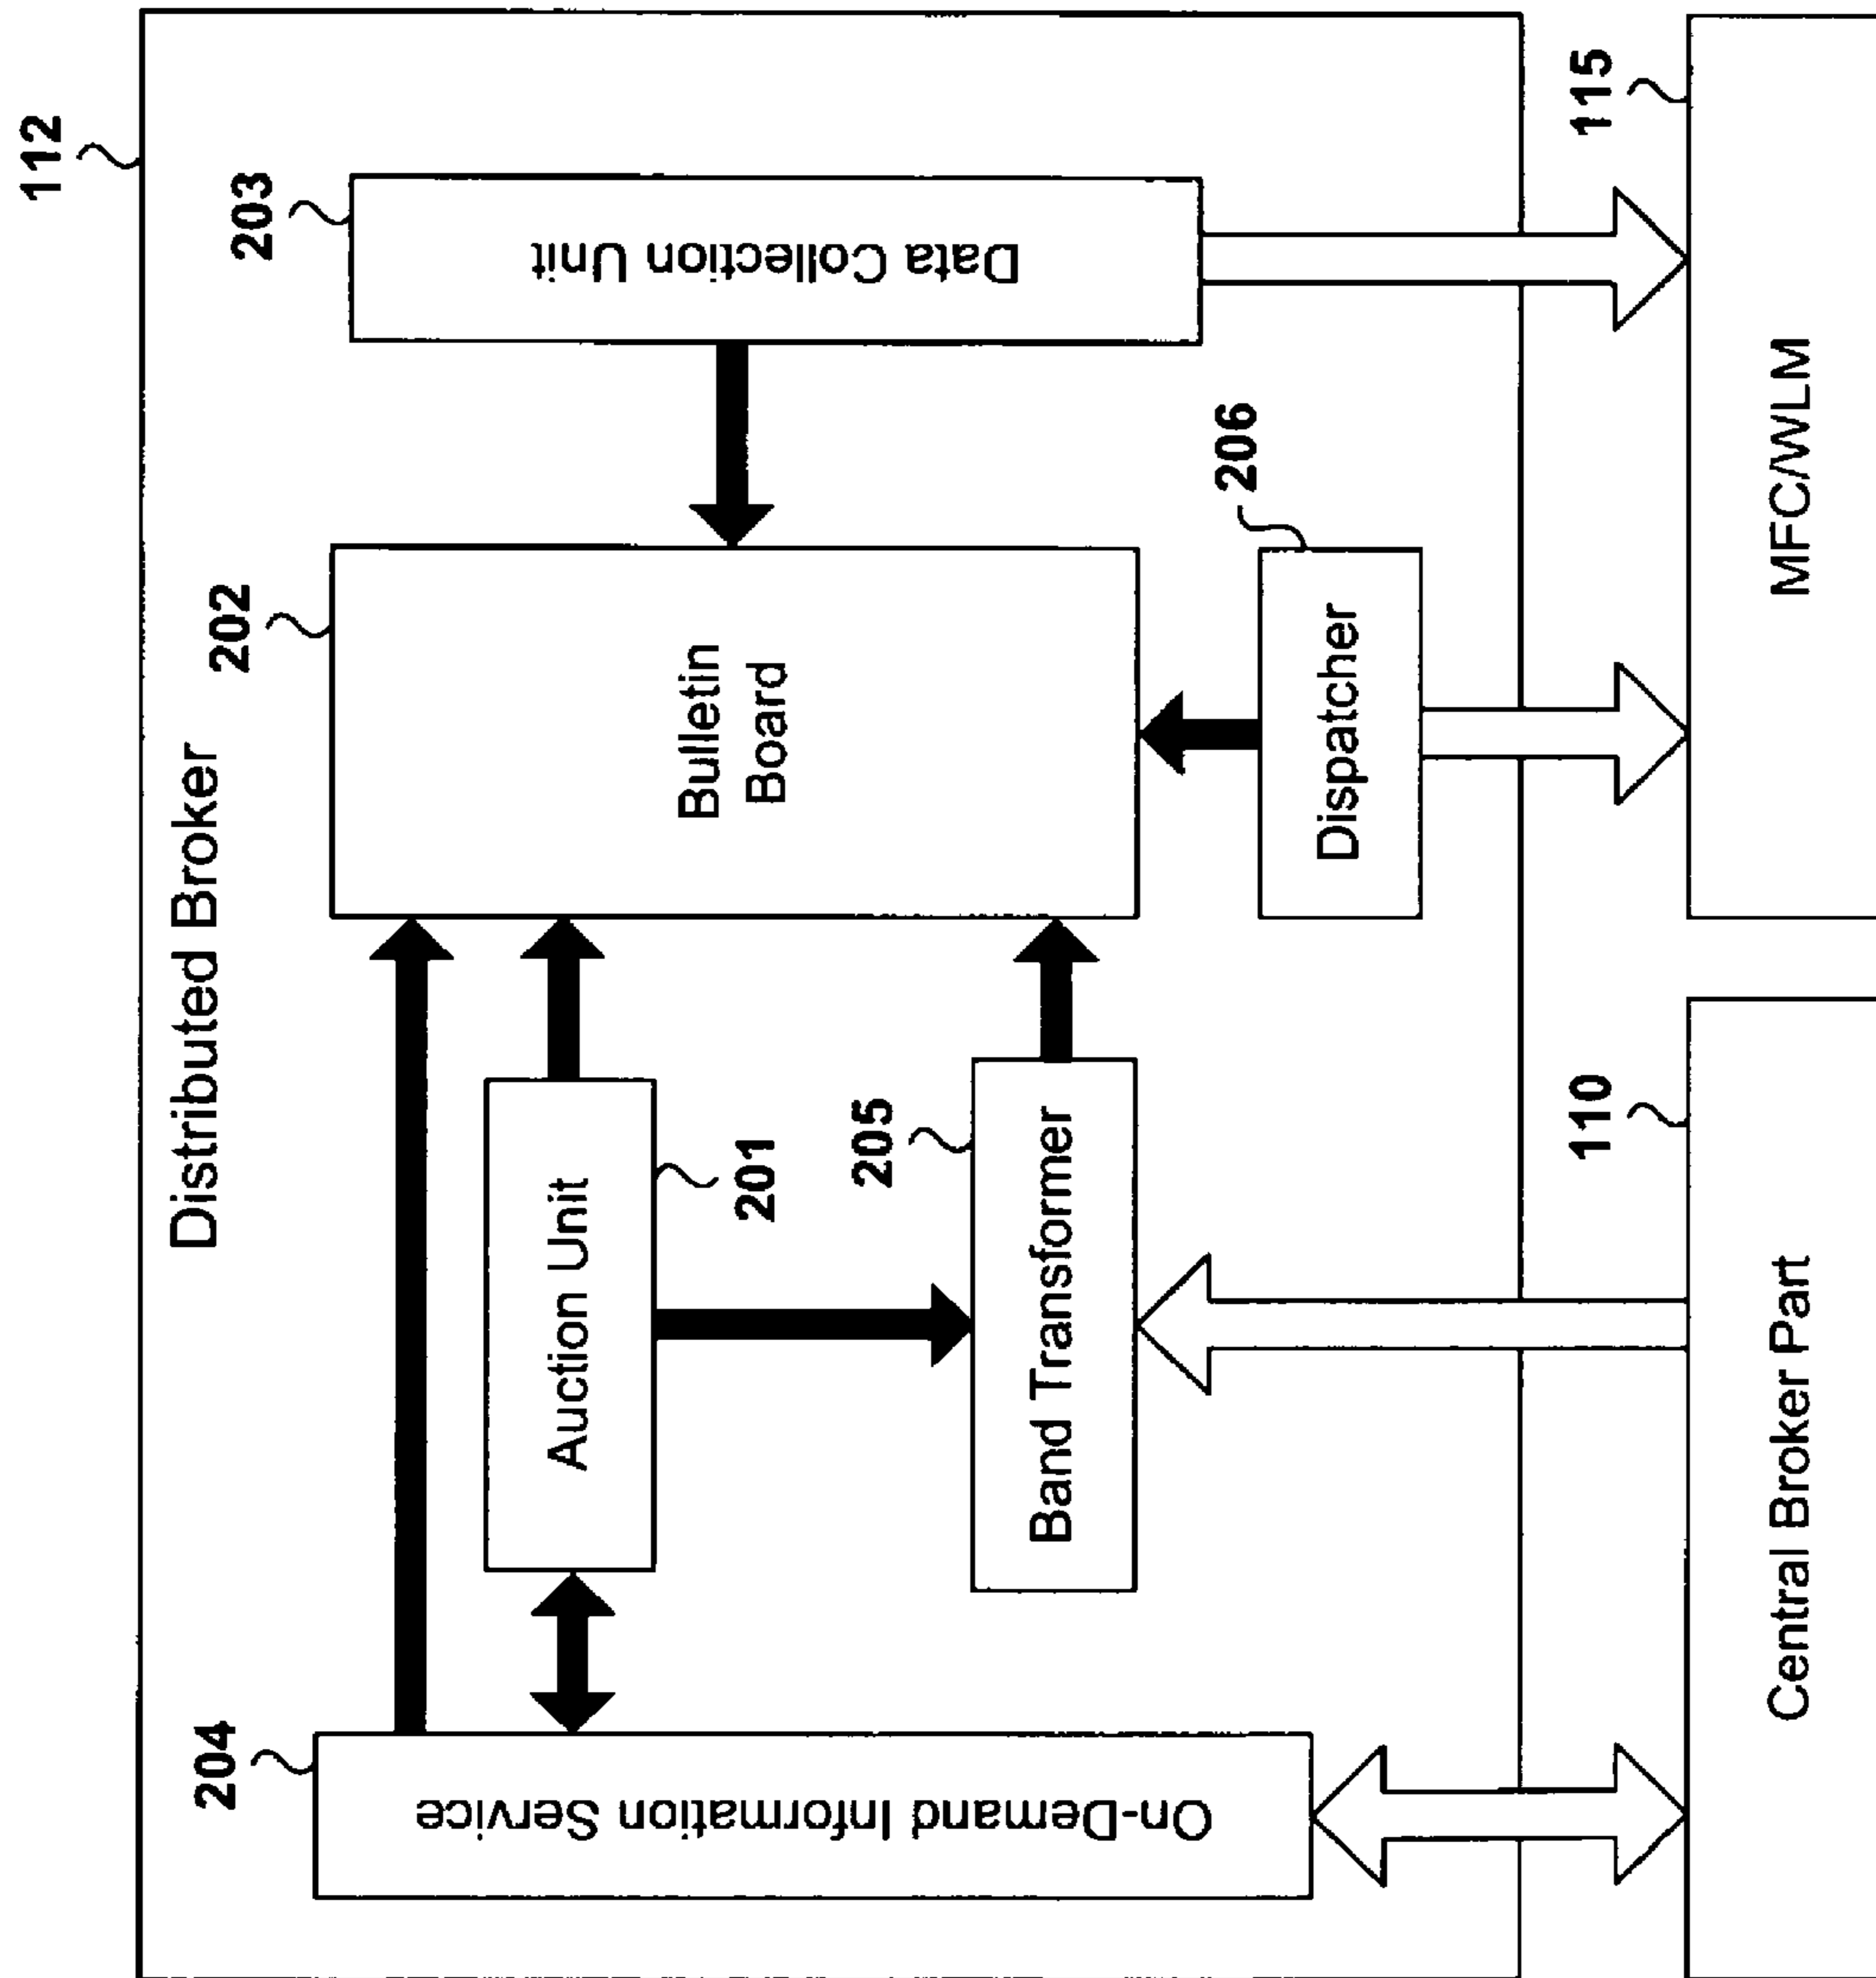 112
Distributed Broker
204
On-Demand Information Service
Auction Unit
201
205
Band Transformer
202
Bulletin
Board
203
Data Collection Unit
206
Dispatcher
110
Central Broker Part
115
MFC/WLM